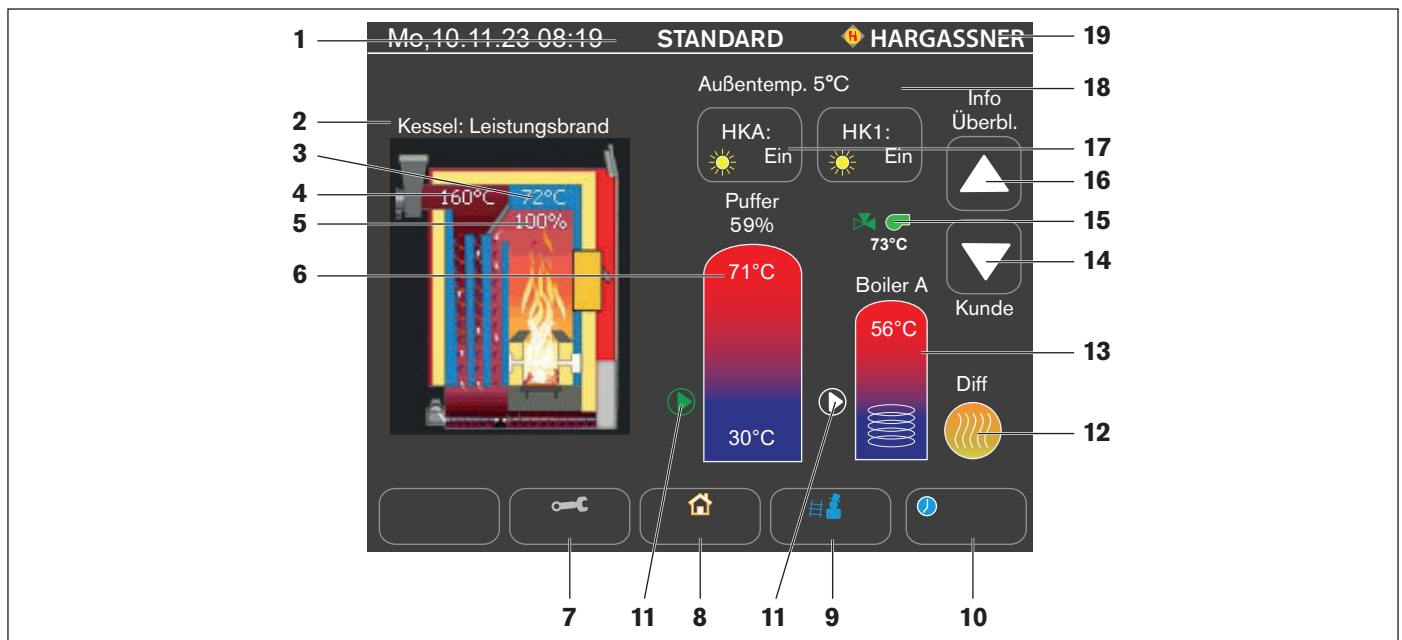 1 Mo,10.11.23 08:19 STANDARD HARGASSNER 19
Außentemp. 5°C 18
Info
Überbl.
2 Kessel: Leistungsbrand
HKA:
Ein
HK1:
Ein
17
3
4 160°C 72°C
16
5 100%
Puffer
59%
15
73°C
14
6 71°C
Boiler A
Kunde
56°C
13
Diff
12
30°C
7 11 8 11 9 10